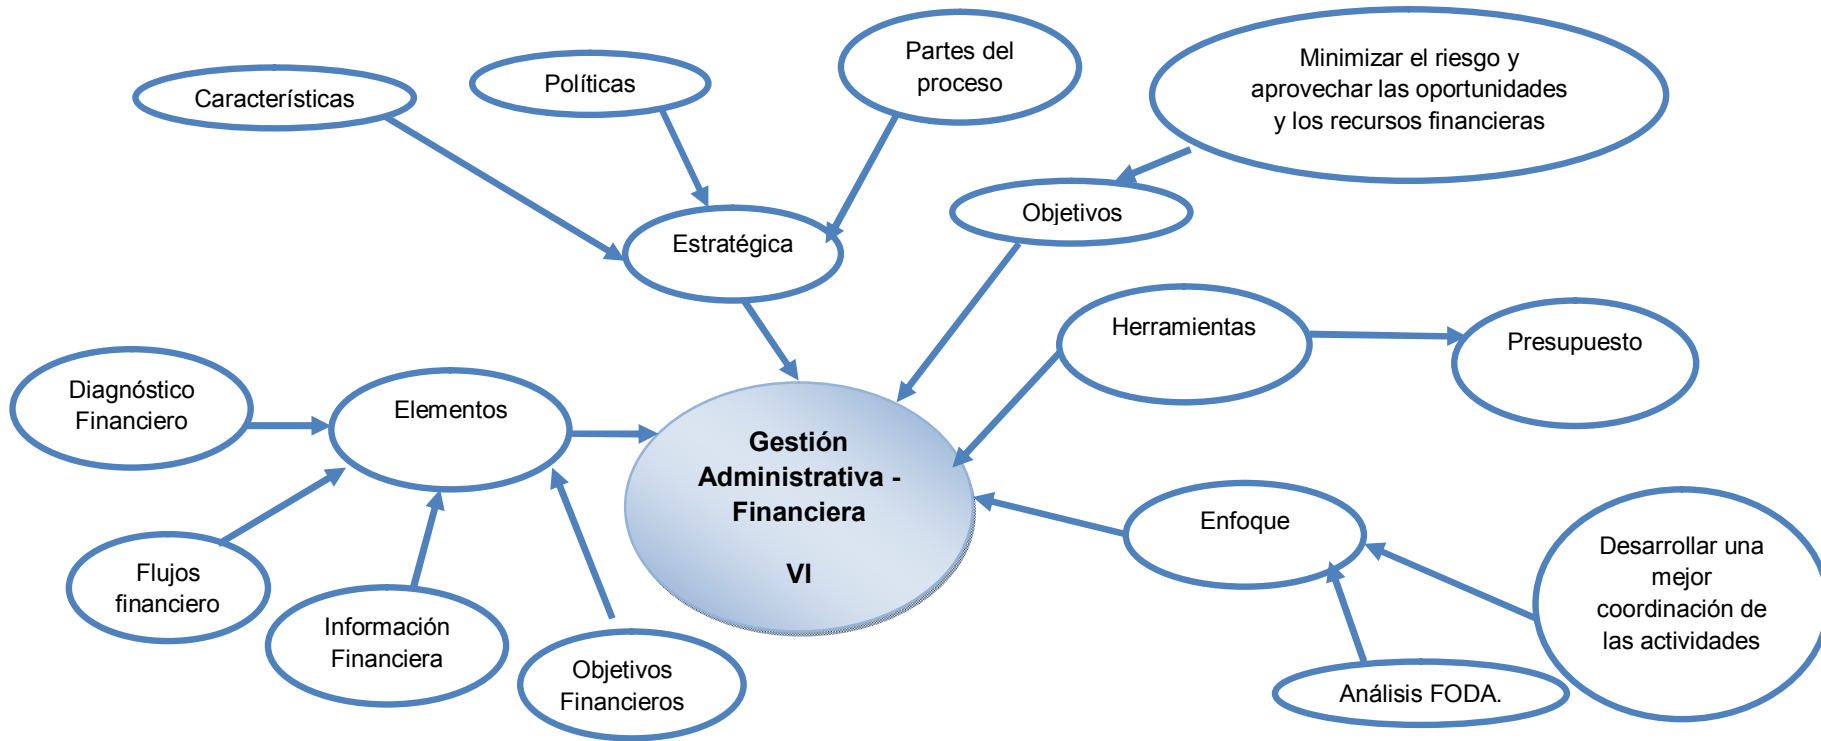 Características
Políticas
Partes del
proceso
Minimizar el riesgo y
aprovechar las oportunidades
y los recursos financieras
Estratégica
Objetivos
Herramientas
Presupuesto
Diagnóstico
Financiero
Elementos
Gestión
Administrativa -
Financiera
VI
Enfoque
Desarrollar una
mejor
coordinación de
las actividades
Flujos
financiero
Información
Financiera
Objetivos
Financieros
Análisis FODA.